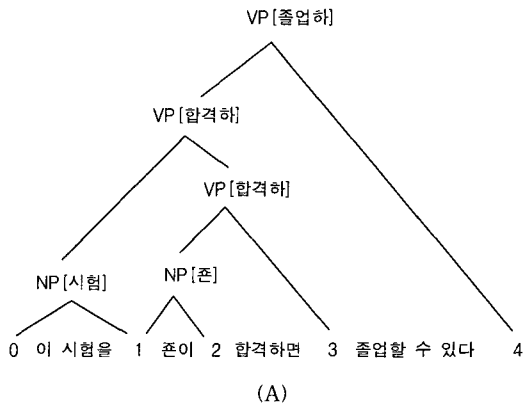 VP[졸업하]
VP[합격하]
VP[합격하]
NP[시험]
NP[죤]
0 이 시험을 1 죤이 2 합격하면 3 졸업할 수 있다 4
(A)